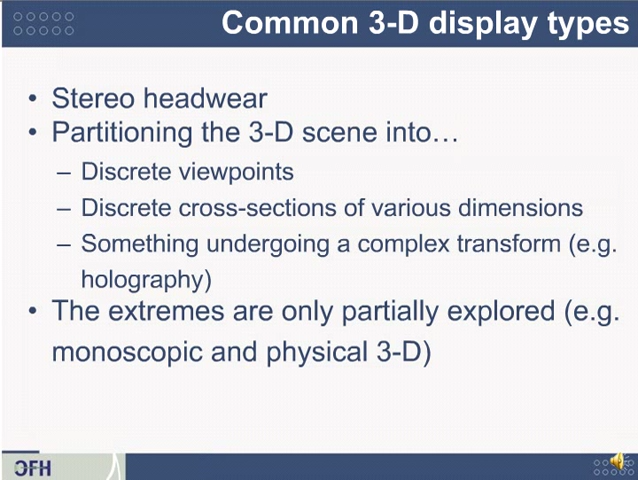 Common 3-D display types
• Stereo headwear
• Partitioning the 3-D scene into…
– Discrete viewpoints
– Discrete cross-sections of various dimensions
– Something undergoing a complex transform (e.g.
holography)
• The extremes are only partially explored (e.g.
monoscopic and physical 3-D)
OFH